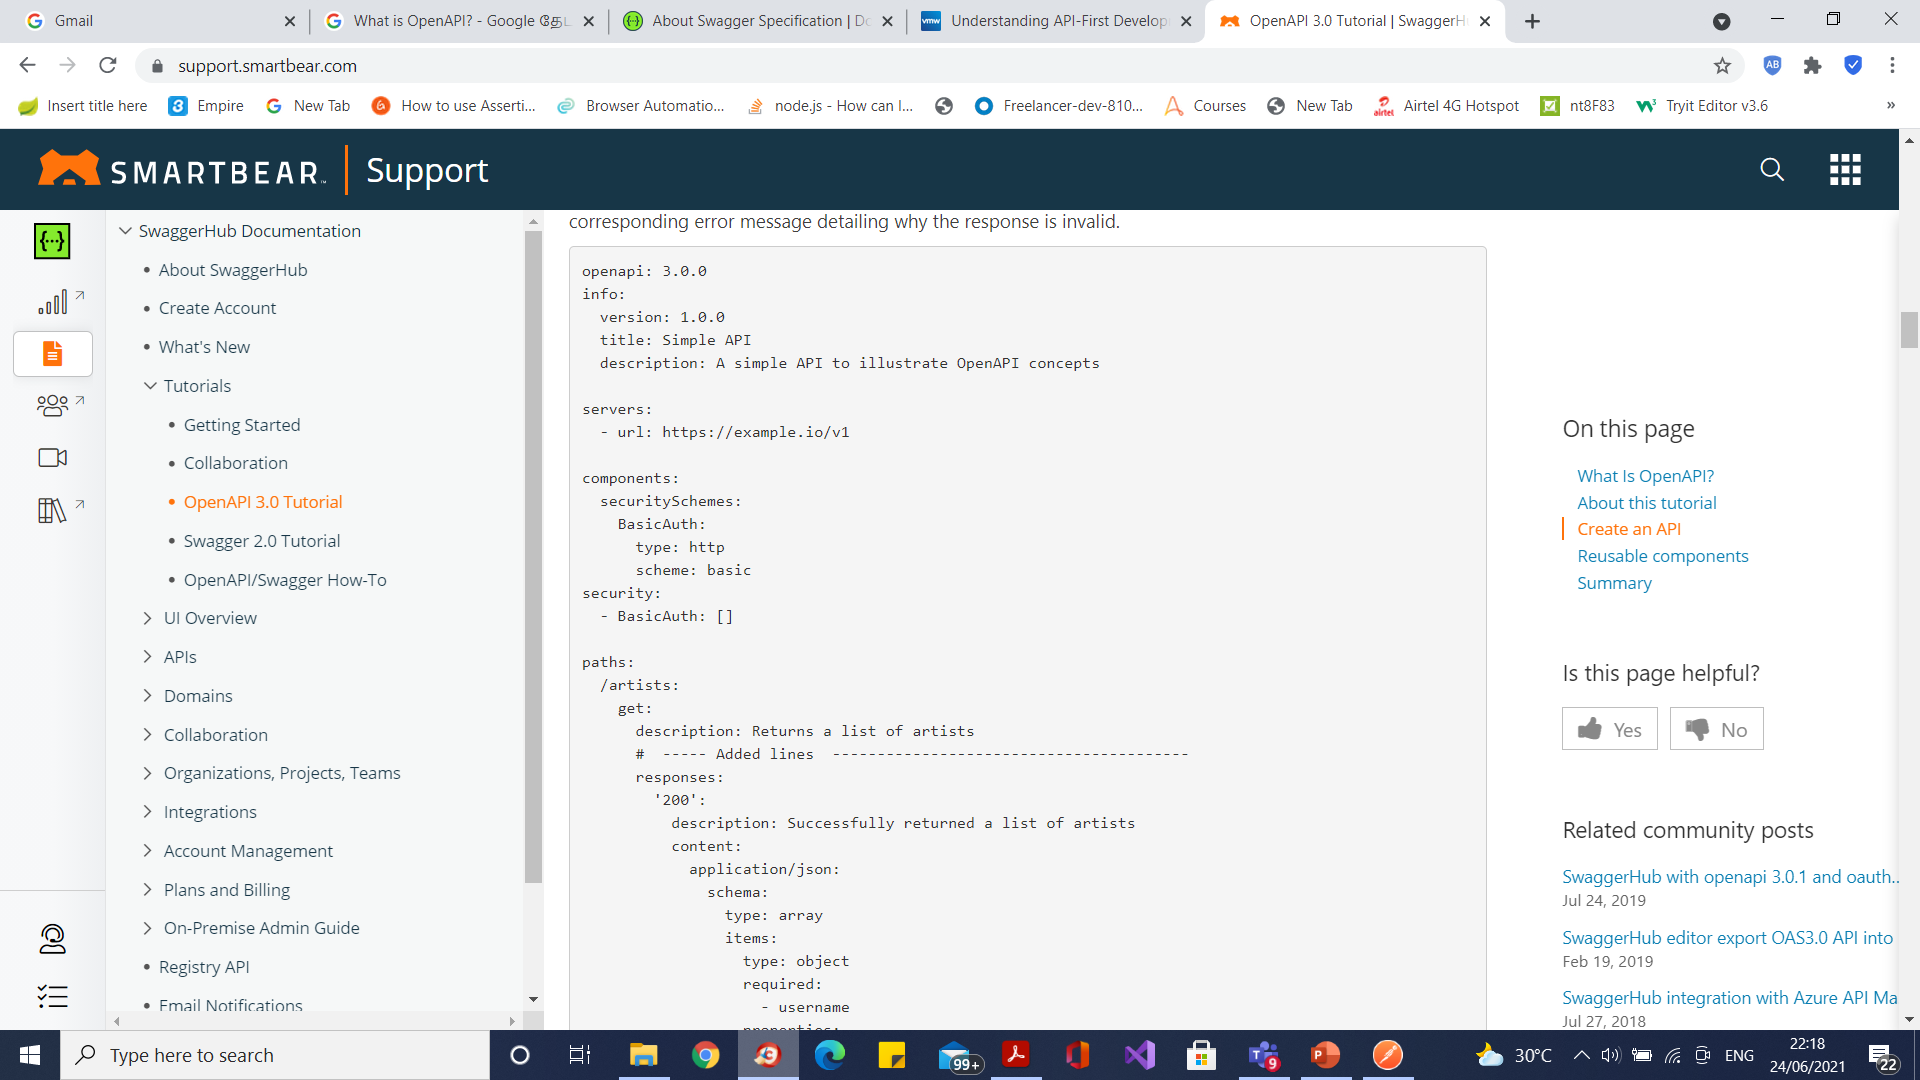 Gmail
What is OpenAPI? - Google
About Swagger Specification | Do
Understanding API-First Develop
OpenAPI 3.0 Tutorial | SwaggerH
support.smartbear.com
Insert title here
Empire
New Tab
How to use Asserti...
Browser Automatio...
node.js - How can I...
Freelancer-dev-810...
Courses
New Tab
Airtel 4G Hotspot
nt8F83
Tryit Editor v3.6
SMARTBEAR
Support
SwaggerHub Documentation
About SwaggerHub
Create Account
What's New
Tutorials
Getting Started
Collaboration
OpenAPI 3.0 Tutorial
Swagger 2.0 Tutorial
OpenAPI/Swagger How-To
UI Overview
APIs
Domains
Collaboration
Organizations, Projects, Teams
Integrations
Account Management
Plans and Billing
On-Premise Admin Guide
Registry API
Email Notifications
corresponding error message detailing why the response is invalid.
openapi: 3.0.0
info:
  version: 1.0.0
  title: Simple API
  description: A simple API to illustrate OpenAPI concepts
servers:
  - url: https://example.io/v1
components:
  securitySchemes:
    BasicAuth:
      type: http
      scheme: basic
security:
  - BasicAuth: []
paths:
  /artists:
    get:
      description: Returns a list of artists
      #  ----- Added lines  ----------------------------------------
      responses:
        '200':
          description: Successfully returned a list of artists
          content:
            application/json:
              schema:
                type: array
                items:
                  type: object
                  required:
                    - username
                  properties:
On this page
What Is OpenAPI?
About this tutorial
Create an API
Reusable components
Summary
Is this page helpful?
Yes
No
Related community posts
SwaggerHub with openapi 3.0.1 and oauth..
Jul 24, 2019
SwaggerHub editor export OAS3.0 API into
Feb 19, 2019
SwaggerHub integration with Azure API Ma
Jul 27, 2018
Type here to search
99+
9
30°C
ENG
22:18
24/06/2021
22